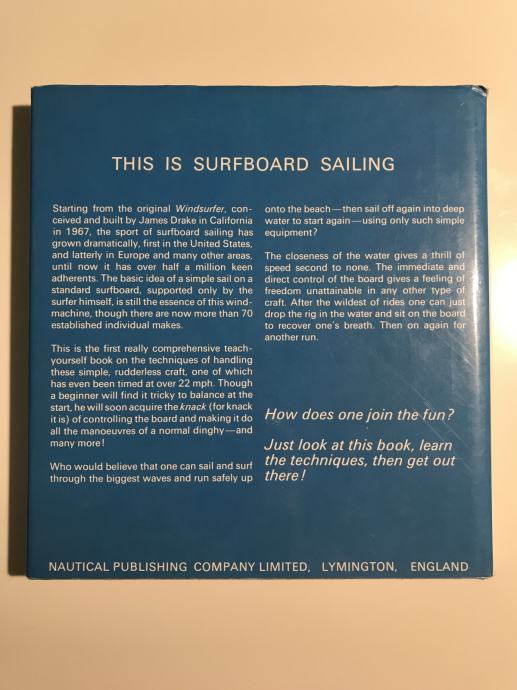 THIS IS SURFBOARD SAILING
Starting from the original Windsurfer, con-
ceived and built by James Drake in California
in 1967, the sport of surfboard sailing has
grown dramatically, first in the United States,
and latterly in Europe and many other areas,
until now it has over half a million keen
adherents. The basic idea of a simple sail on a
standard surfboard, supported only by the
surfer himself, is still the essence of this wind-
machine, though there are now more than 70
established individual makes.
This is the first really comprehensive teach-
yourself book on the techniques of handling
these simple, rudderless craft, one of which
has even been timed at over 22 mph. Though
a beginner will find it tricky to balance at the
start, he will soon acquire the knack (for knack
it is) of controlling the board and making it do
all the manoeuvres of a normal dinghy—and
many more!
Who would believe that one can sail and surf
through the biggest waves and run safely up
onto the beach—then sail off again into deep
water to start again—using only such simple
equipment?
The closeness of the water gives a thrill of
speed second to none. The immediate and
direct control of the board gives a feeling of
freedom unattainable in any other type of
craft. After the wildest of rides one can just
drop the rig in the water and sit on the board
to recover one's breath. Then on again for
another run.
How does one join the fun?
Just look at this book, learn
the techniques, then get out
there!
NAUTICAL PUBLISHING COMPANY LIMITED, LYMINGTON, ENGLAND